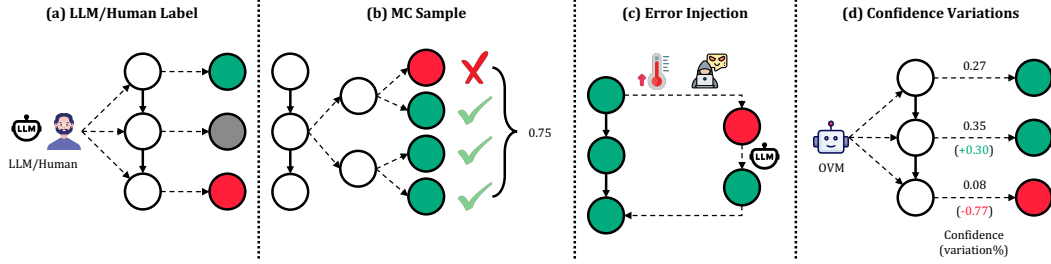 (a) LLM/Human Label
LLM
LLM/Human
(b) MC Sample
0.75
(c) Error Injection
LLM
(d) Confidence Variations
OVM
0.27
0.35
(+0.30)
0.08
(-0.77)
Confidence
(variation%)